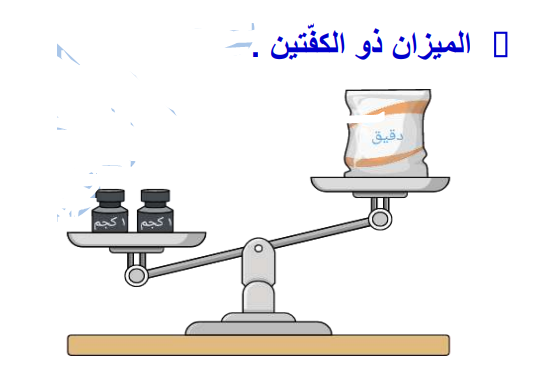 ▯ الميزان ذو الكفّتين .
دقيق
١ كجم ١ كجم